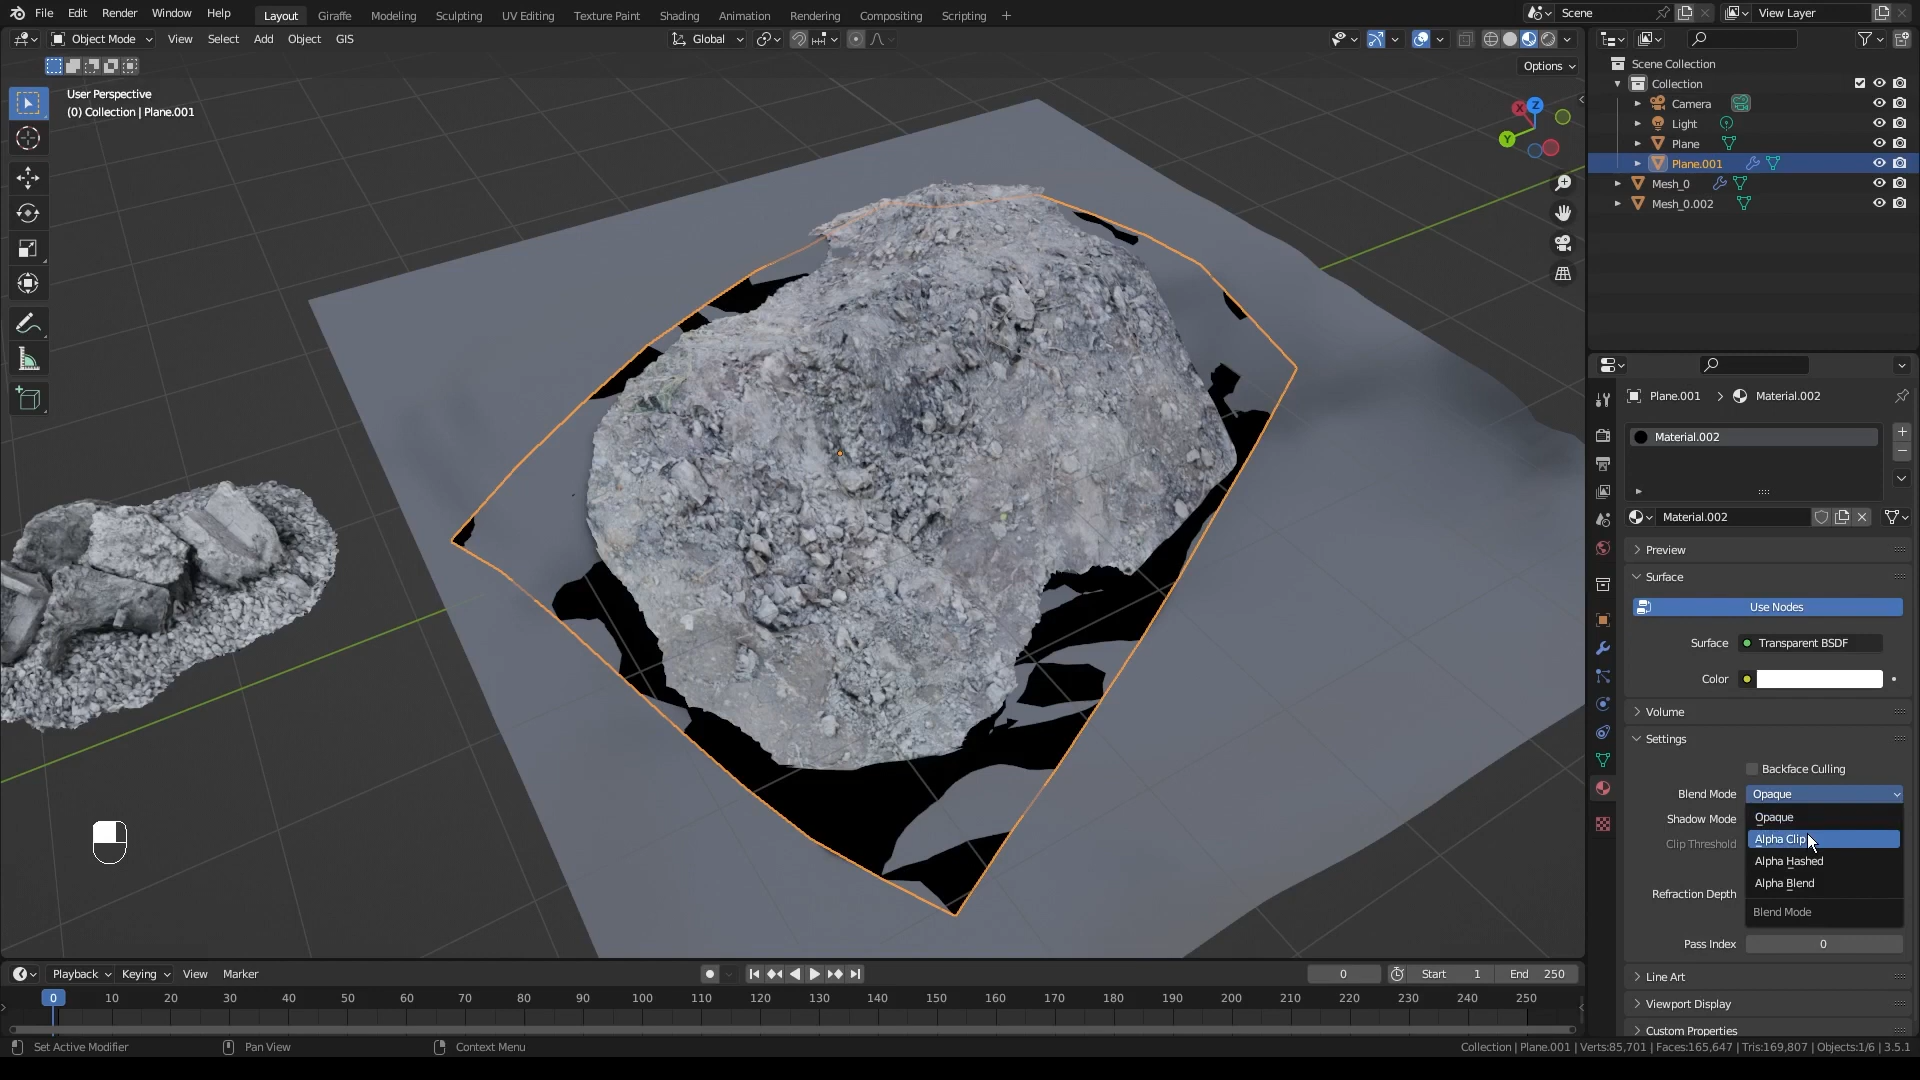 File Edit Render Window Help
Layout Giraffe Modeling Sculpting UV Editing Texture Paint Shading Animation Rendering Compositing Geometry Nodes Scripting +
Scene
View Layer
Object Mode View Select Add Object GIS
Global
Options
User Perspective
(0) Collection | Plane.001
X
Y
Z
Scene Collection
Collection
Camera
Light
Plane
Plane.001
Mesh_0
Mesh_0.002
Plane.001 > Material.002
Material.002
Material.002
Preview
Surface
Use Nodes
Surface Transparent BSDF
Color
Volume
Settings
Backface Culling
Blend Mode Opaque
Shadow Mode
Clip Threshold
Refraction Depth
Opaque
Alpha Clip
Alpha Hashed
Alpha Blend
Blend Mode
Pass Index 0
Line Art
Viewport Display
Custom Properties
Playback Keying View Marker
0 Start 1 End 250
0 10 20 30 40 50 60 70 80 90 100 110 120 130 140 150 160 170 180 190 200 210 220 230 240 250
Set Active Modifier Pan View Context Menu
Collection | Plane.001 | Verts:85,701 | Faces:165,647 | Tris:169,807 | Objects:1/6 | 3.5.1